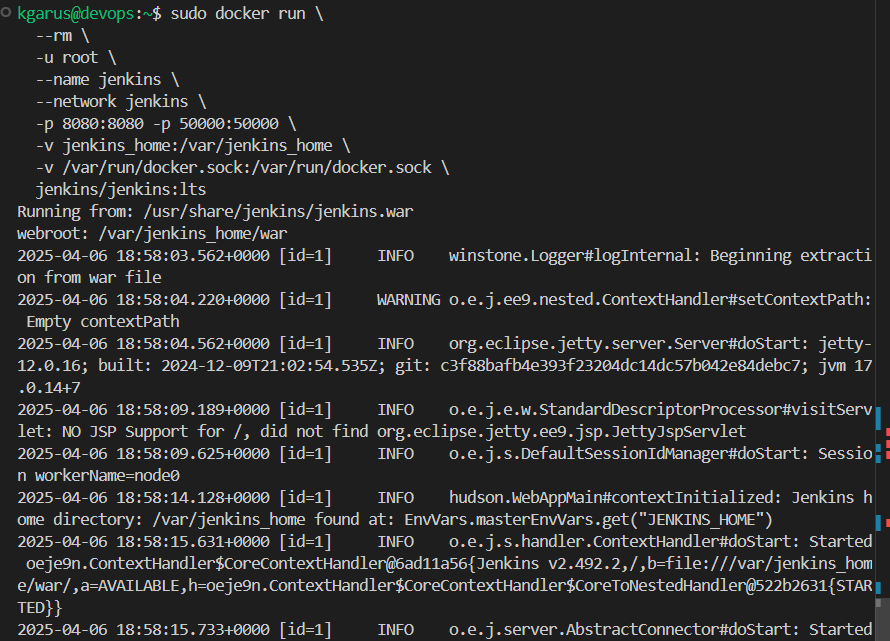 kgarus@devops:~$ sudo docker run \
--rm \
-u root \
--name jenkins \
--network jenkins \
-p 8080:8080 -p 50000:50000 \
-v jenkins_home:/var/jenkins_home \
-v /var/run/docker.sock:/var/run/docker.sock \
jenkins/jenkins:lts
Running from: /usr/share/jenkins/jenkins.war
webroot: /var/jenkins_home/war
2025-04-06 18:58:03.562+0000 [id=1] INFO winstone.Logger#logInternal: Beginning extracti
on from war file
2025-04-06 18:58:04.220+0000 [id=1] WARNING o.e.j.ee9.nested.ContextHandler#setContextPath:
Empty contextPath
2025-04-06 18:58:04.562+0000 [id=1] INFO org.eclipse.jetty.server.Server#doStart: jetty-
12.0.16; built: 2024-12-09T21:02:54.535Z; git: c3f88bafb4e393f23204dc14dc57b042e84debc7; jvm 17
.0.14+7
2025-04-06 18:58:09.189+0000 [id=1] INFO o.e.j.e.w.StandardDescriptorProcessor#visitServ
let: NO JSP Support for /, did not find org.eclipse.jetty.ee9.jsp.JettyJspServlet
2025-04-06 18:58:09.625+0000 [id=1] INFO o.e.j.s.DefaultSessionIdManager#doStart: Sessio
n workerName=node0
2025-04-06 18:58:14.128+0000 [id=1] INFO hudson.WebAppMain#contextInitialized: Jenkins h
ome directory: /var/jenkins_home found at: EnvVars.masterEnvVars.get("JENKINS_HOME")
2025-04-06 18:58:15.631+0000 [id=1] INFO o.e.j.s.handler.ContextHandler#doStart: Started
oeje9n.ContextHandler$CoreContextHandler@6ad11a56{Jenkins v2.492.2,/,b=file:///var/jenkins_hom
e/war/,a=AVAILABLE,h=oeje9n.ContextHandler$CoreContextHandler$CoreToNestedHandler@522b2631{STAR
TED}}
2025-04-06 18:58:15.733+0000 [id=1] INFO o.e.j.server.AbstractConnector#doStart: Started